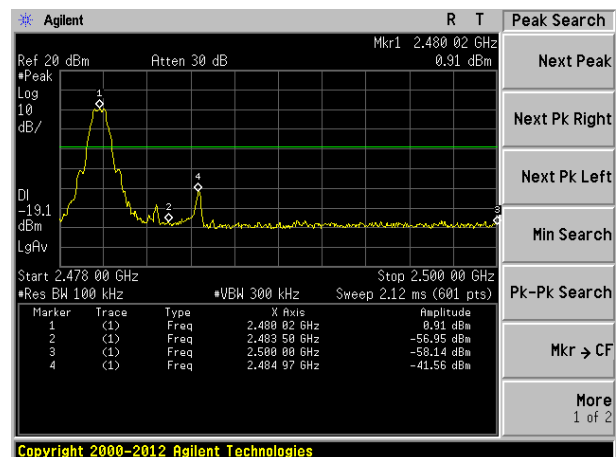 Agilent R T Peak Search
Mkr1 2.480 02 GHz
Ref 20 dBm Atten 30 dB 0.91 dBm
#Peak
Log
10
dB/
1
4
2
3
DI
-19.1
dBm
LgAv
Start 2.478 00 GHz Stop 2.500 00 GHz
#Res BW 100 kHz #VBW 300 kHz Sweep 2.12 ms (601 pts)
Marker Trace Type X Axis Amplitude
1 (1) Freq 2.480 02 GHz 0.91 dBm
2 (1) Freq 2.483 50 GHz -56.95 dBm
3 (1) Freq 2.500 00 GHz -58.14 dBm
4 (1) Freq 2.484 97 GHz -41.56 dBm
Copyright 2000-2012 Agilent Technologies
Next Peak
Next Pk Right
Next Pk Left
Min Search
Pk-Pk Search
Mkr → CF
More
1 of 2